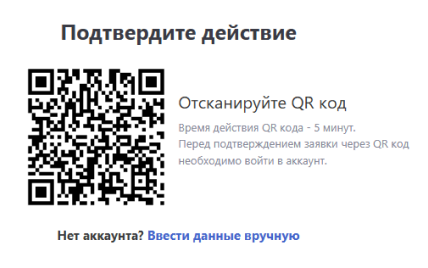 Подтвердите действие
Отсканируйте QR код
Время действия QR кода - 5 минут.
Перед подтверждением заявки через QR код
необходимо войти в аккаунт.
Нет аккаунта? Ввести данные вручную